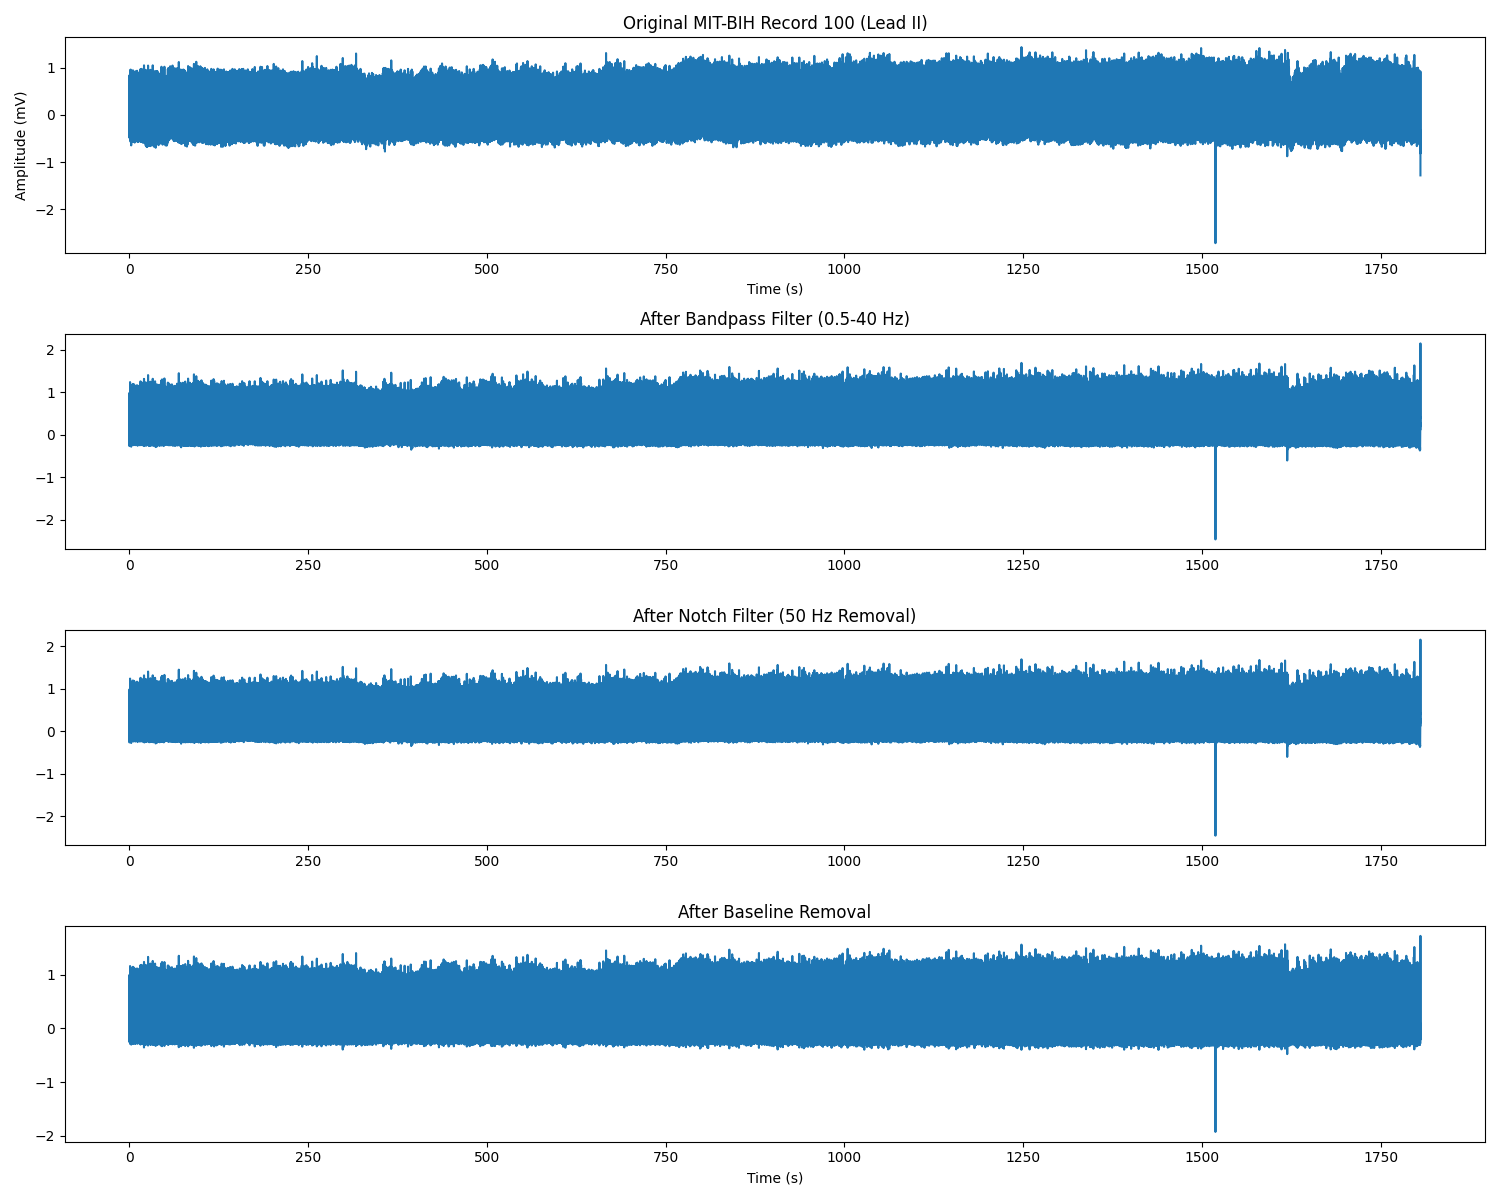 Original MIT-BIH Record 100 (Lead II)
Amplitude (mV)
1
0
−1
−2
0 250 500 750 1000 1250 1500 1750
Time (s)
After Bandpass Filter (0.5-40 Hz)
2
1
0
−1
−2
0 250 500 750 1000 1250 1500 1750
After Notch Filter (50 Hz Removal)
2
1
0
−1
−2
0 250 500 750 1000 1250 1500 1750
After Baseline Removal
1
0
−1
−2
0 250 500 750 1000 1250 1500 1750
Time (s)